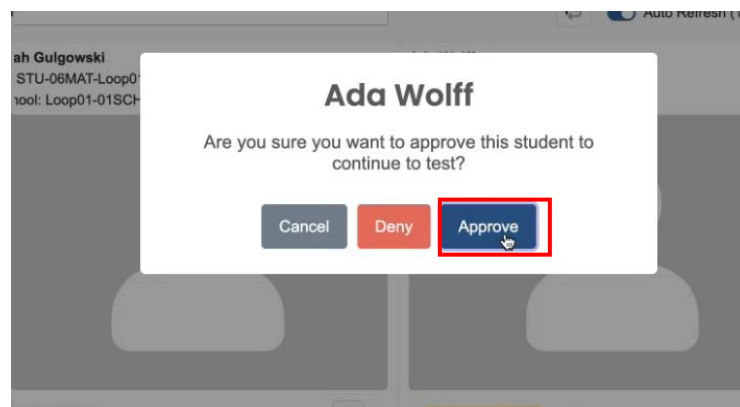 Auto Refresh (1
ah Gulgowski
STU-06MAT-Loop01
hool: Loop01-01SCH
Ada Wolff
Are you sure you want to approve this student to
continue to test?
Cancel
Deny
Approve